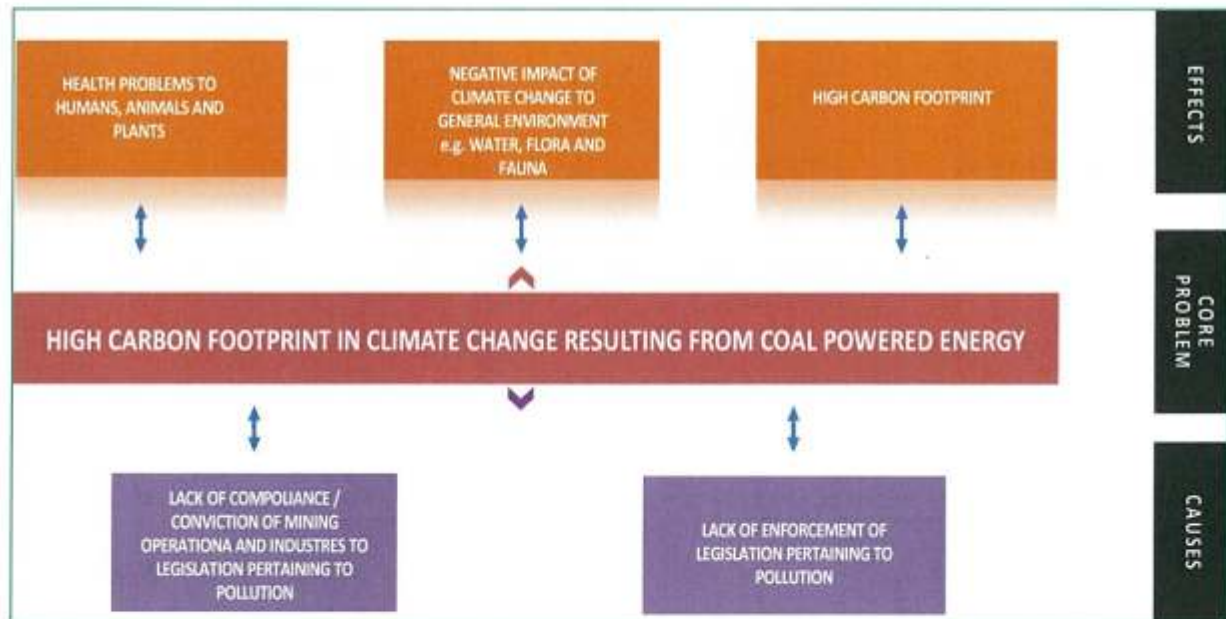 HEALTH PROBLEMS TO
HUMANS, ANIMALS AND
PLANTS
NEGATIVE IMPACT OF
CLIMATE CHANGE TO
GENERAL ENVIRONMENT
e.g. WATER, FLORA AND
FAUNA
HIGH CARBON FOOTPRINT
EFFECTS
HIGH CARBON FOOTPRINT IN CLIMATE CHANGE RESULTING FROM COAL POWERED ENERGY
CORE
PROBLEM
LACK OF COMPOLIANCE /
CONVICTION OF MINING
OPERATIONA AND INDUSTRES TO
LEGISLATION PERTAINING TO
POLLUTION
LACK OF ENFORCEMENT OF
LEGISLATION PERTAINING TO
POLLUTION
CAUSES